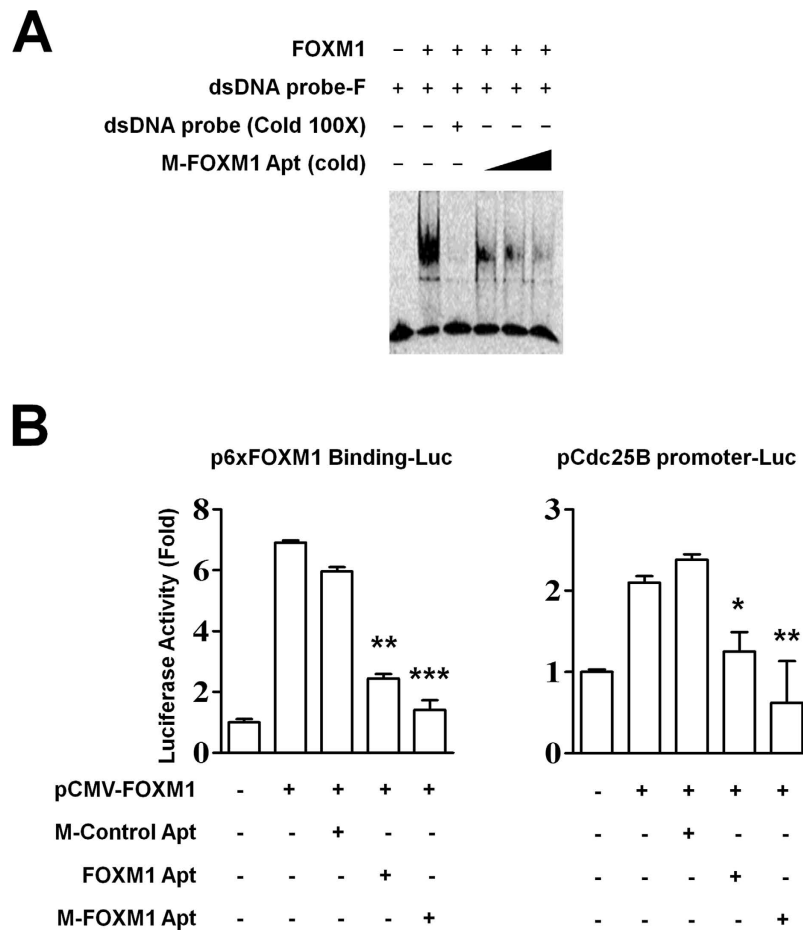 A
FOXM1 – + + + + +
dsDNA probe-F + + + + + +
dsDNA probe (Cold 100X) – – + – – –
M-FOXM1 Apt (cold) – – –
B
p6xFOXM1 Binding-Luc pCdc25B promoter-Luc
Luciferase Activity (Fold)
8
6
4
2
0
** ***
3
2
1
0
* **
pCMV-FOXM1 - + + + + - + + + +
M-Control Apt - - + - - - - + - -
FOXM1 Apt - - - + - - - - + -
M-FOXM1 Apt - - - - + - - - - +